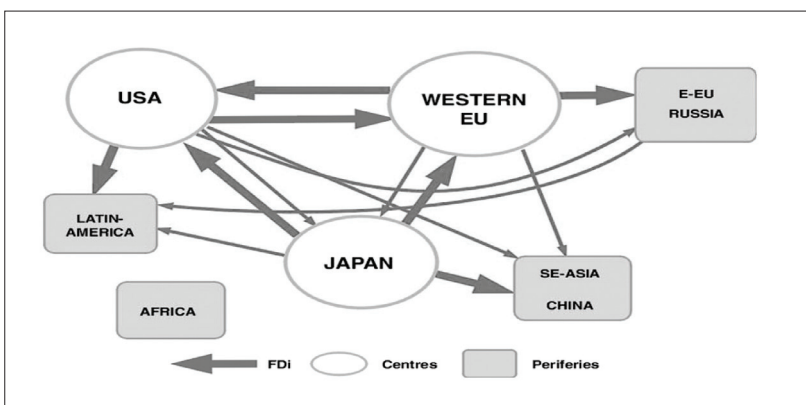 USA
WESTERN
EU
E-EU
RUSSIA
LATIN-
AMERICA
JAPAN
SE-ASIA
CHINA
AFRICA
FDi
Centres
Periferies